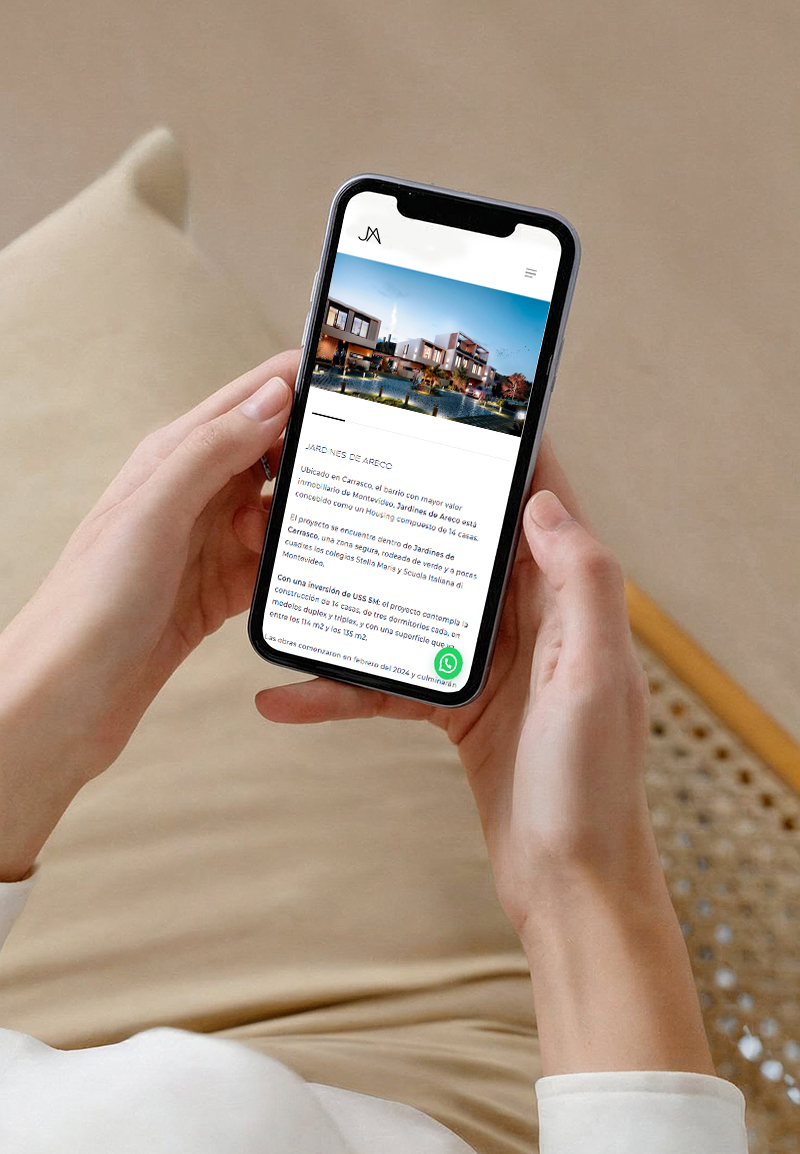 JA
JARDINES DE ARECO
Ubicado en Carrasco, el barrio con mayor valor
inmobiliario de Montevideo, Jardines de Areco está
concebido como un Housing compuesto de 14 casas.
El proyecto se encuentre dentro de Jardines de
Carrasco, una zona segura, rodeada de verde y a pocas
cuadras los colegios Stella Maris y Scuola Italiana di
Montevideo.
Con una inversión de US$ 5M: el proyecto contempla la
construcción de 14 casas, de tres dormitorios cada, en
modelos duplex y triplex, y con una superficie que va
entre los 114 m2 y los 135 m2.
Las obras comenzaron en febrero del 2024 y culminarán